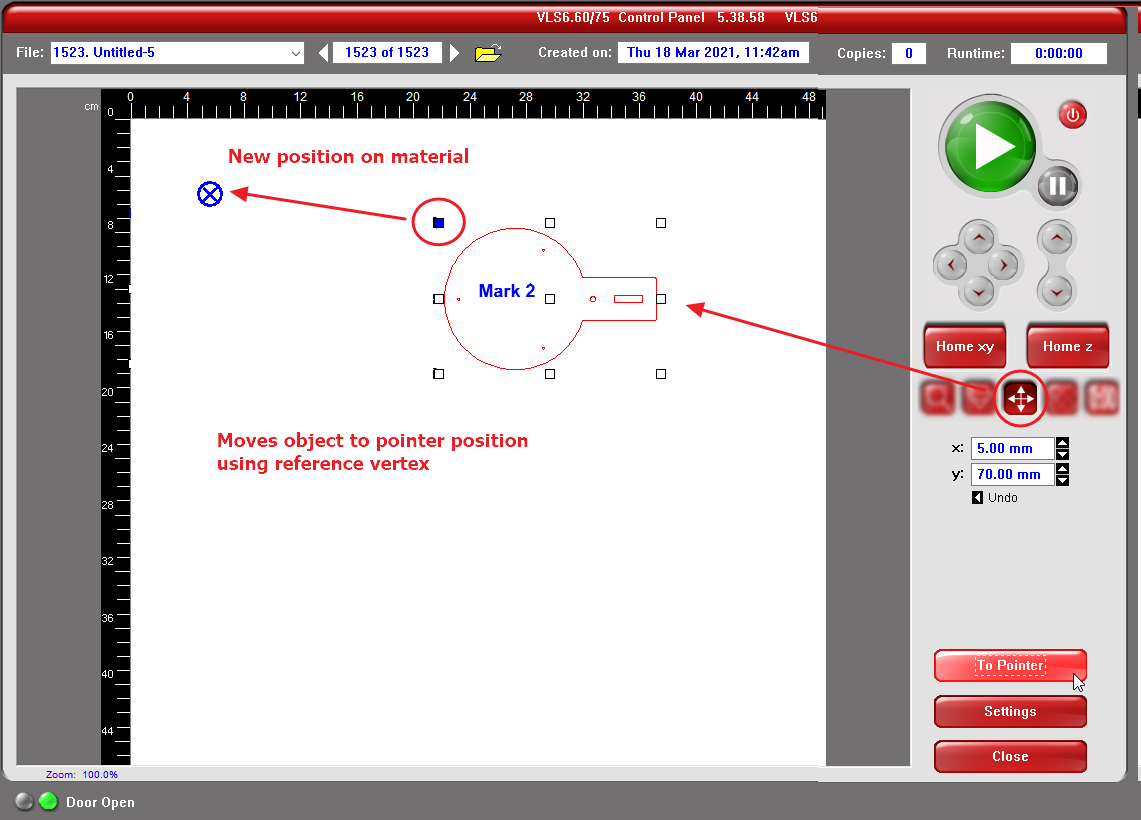 VLS6.60/75 Control Panel 5.38.58 VLS6
File: 1523. Untitled-5 1523 of 1523 Created on: Thu 18 Mar 2021, 11:42am Copies: 0 Runtime: 0:00:00
cm 0 4 8 12 16 20 24 28 32 36 40 44 48
0
4
8
12
16
20
24
28
32
36
40
44
New position on material
Mark 2
Moves object to pointer position
using reference vertex
Home xy Home z
x: 5.00 mm
y: 70.00 mm
Undo
To Pointer
Settings
Close
Zoom: 100.0%
Door Open